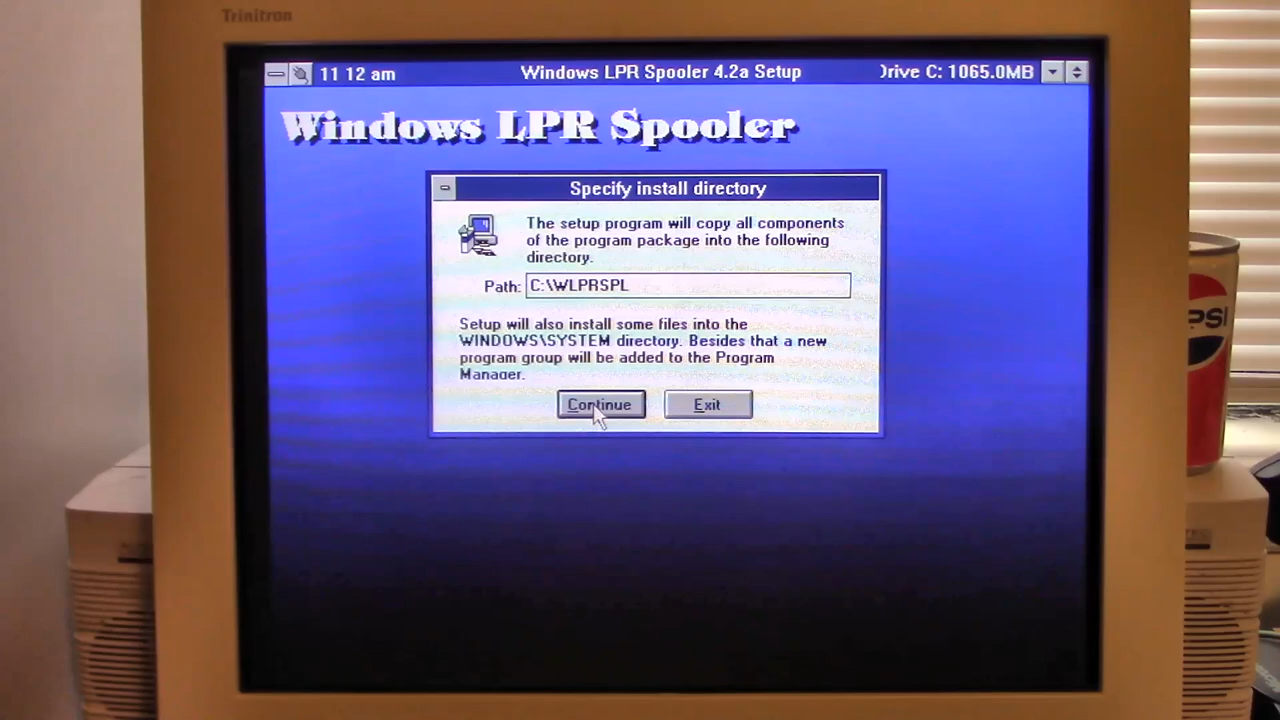 Trinitron
11 12 am
Windows LPR Spooler 4.2a Setup
Drive C: 1065.0MB
Windows LPR Spooler
Specify install directory
The setup program will copy all components
of the program package into the following
directory.
Path: C:\WLPRSPL
Setup will also install some files into the
WINDOWS\SYSTEM directory. Besides that a new
program group will be added to the Program
Manager.
Continue
Exit
PSI